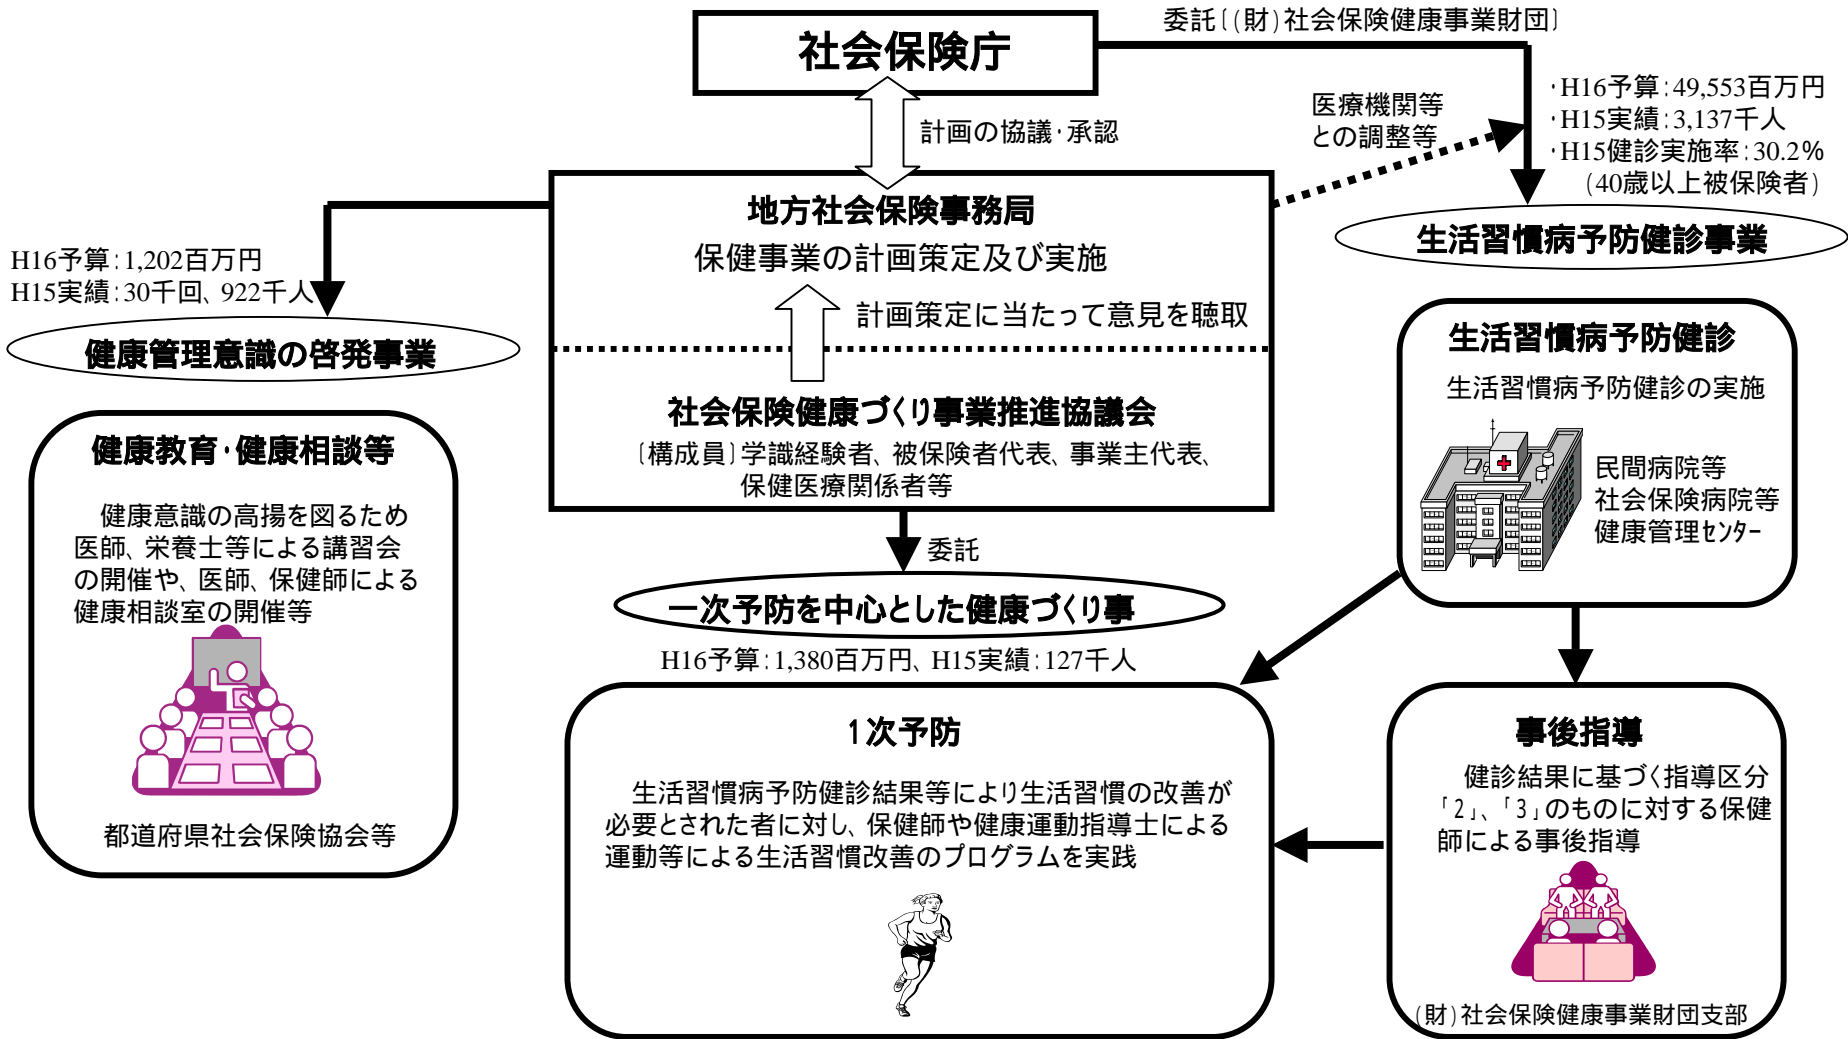 社会保険庁
委託〔(財)社会保険健康事業財団〕
計画の協議・承認
医療機関等
との調整等
・H16予算:49,553百万円
・H15実績:3,137千人
・H15健診実施率:30.2%
(40歳以上被保険者)
生活習慣病予防健診事業
地方社会保険事務局
保健事業の計画策定及び実施
計画策定に当たって意見を聴取
社会保険健康づくり事業推進協議会
〔構成員〕学識経験者、被保険者代表、事業主代表、
保健医療関係者等
H16予算:1,202百万円
H15実績:30千回、922千人
健康管理意識の啓発事業
健康教育・健康相談等
健康意識の高揚を図るため
医師、栄養士等による講習会
の開催や、医師、保健師による
健康相談室の開催等
都道府県社会保険協会等
委託
一次予防を中心とした健康づくり事
H16予算:1,380百万円、H15実績:127千人
1次予防
生活習慣病予防健診結果等により生活習慣の改善が
必要とされた者に対し、保健師や健康運動指導士による
運動等による生活習慣改善のプログラムを実践
生活習慣病予防健診
生活習慣病予防健診の実施
民間病院等
社会保険病院等
健康管理センター
事後指導
健診結果に基づく指導区分
「2」、「3」のものに対する保健
師による事後指導
(財)社会保険健康事業財団支部